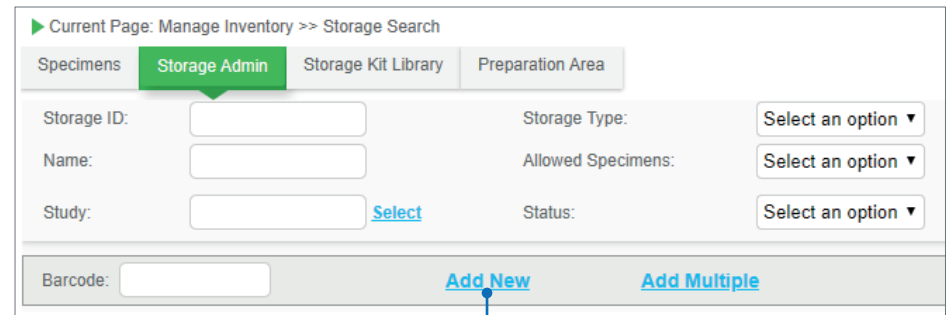 Current Page: Manage Inventory >> Storage Search
Specimens Storage Admin Storage Kit Library Preparation Area
Storage ID: Storage Type: Select an option
Name: Allowed Specimens: Select an option
Study: Select Status: Select an option
Barcode: Add New Add Multiple